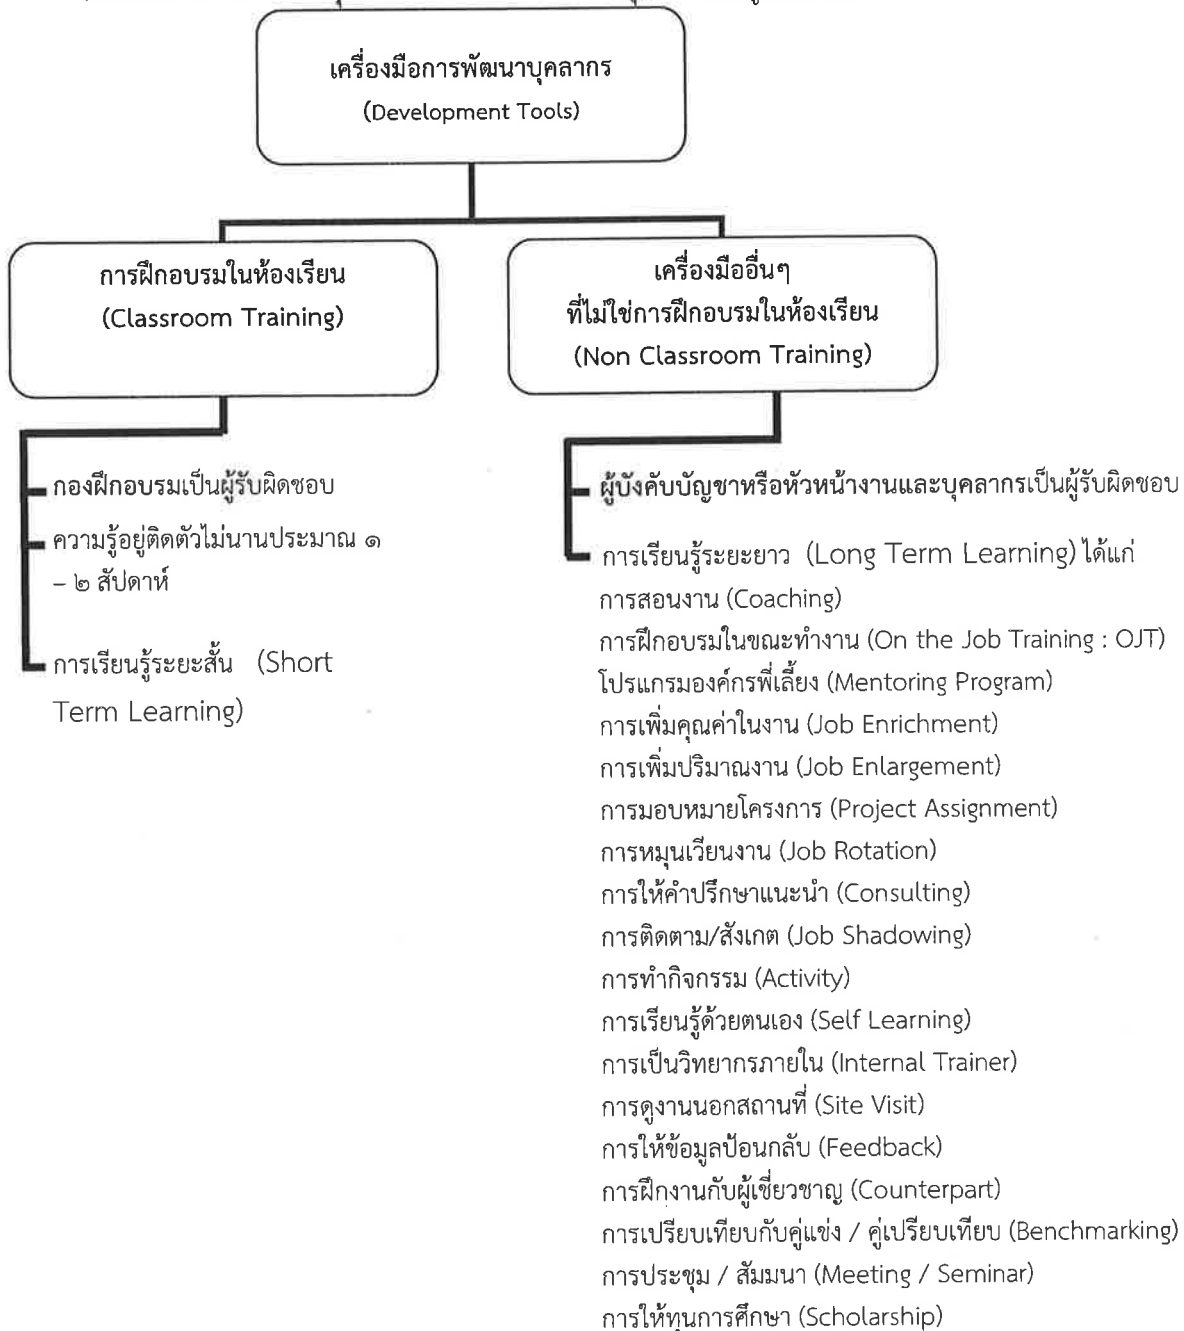 เครื่องมือการพัฒนาบุคลากร
(Development Tools)
การฝึกอบรมในห้องเรียน
(Classroom Training)
เครื่องมืออื่นๆ
ที่ไม่ใช่การฝึกอบรมในห้องเรียน
(Non Classroom Training)
กองฝึกอบรมเป็นผู้รับผิดชอบ
ความรู้อยู่ติดตัวไม่นานประมาณ ๑
– ๒ สัปดาห์
การเรียนรู้ระยะสั้น (Short
Term Learning)
ผู้บังคับบัญชาหรือหัวหน้างานและบุคลากรเป็นผู้รับผิดชอบ
การเรียนรู้ระยะยาว (Long Term Learning) ได้แก่
การสอนงาน (Coaching)
การฝึกอบรมในขณะทำงาน (On the Job Training : OJT)
โปรแกรมองค์กรพี่เลี้ยง (Mentoring Program)
การเพิ่มคุณค่าในงาน (Job Enrichment)
การเพิ่มปริมาณงาน (Job Enlargement)
การมอบหมายโครงการ (Project Assignment)
การหมุนเวียนงาน (Job Rotation)
การให้คำปรึกษาแนะนำ (Consulting)
การติดตาม/สังเกต (Job Shadowing)
การทำกิจกรรม (Activity)
การเรียนรู้ด้วยตนเอง (Self Learning)
การเป็นวิทยากรภายใน (Internal Trainer)
การดูงานนอกสถานที่ (Site Visit)
การให้ข้อมูลป้อนกลับ (Feedback)
การฝึกงานกับผู้เชี่ยวชาญ (Counterpart)
การเปรียบเทียบกับคู่แข่ง / คู่เปรียบเทียบ (Benchmarking)
การประชุม / สัมมนา (Meeting / Seminar)
การให้ทุนการศึกษา (Scholarship)